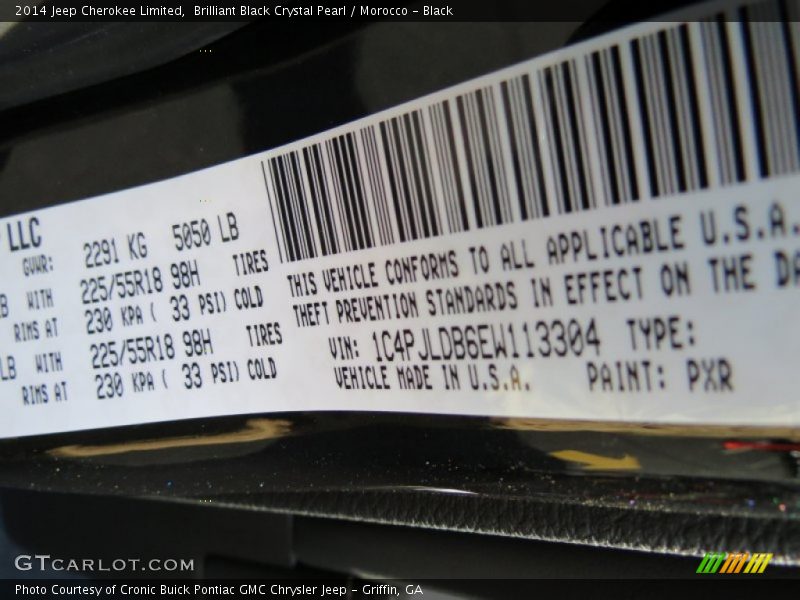 2014 Jeep Cherokee Limited,  Brilliant Black Crystal Pearl / Morocco - Black
LLC
GVWR: 2291 KG 5050 LB
WITH 225/55R18 98H TIRES
RIMS AT 230 KPA ( 33 PSI) COLD
LB WITH 225/55R18 98H TIRES
RIMS AT 230 KPA ( 33 PSI) COLD
THIS VEHICLE CONFORMS TO ALL APPLICABLE U.S.A.
THEFT PREVENTION STANDARDS IN EFFECT ON THE DA
VIN: 1C4PJLDB6EW113304 TYPE:
VEHICLE MADE IN U.S.A. PAINT: PXR
GTCARLOT.COM
Photo Courtesy of Cronic Buick Pontiac GMC Chrysler Jeep - Griffin, GA